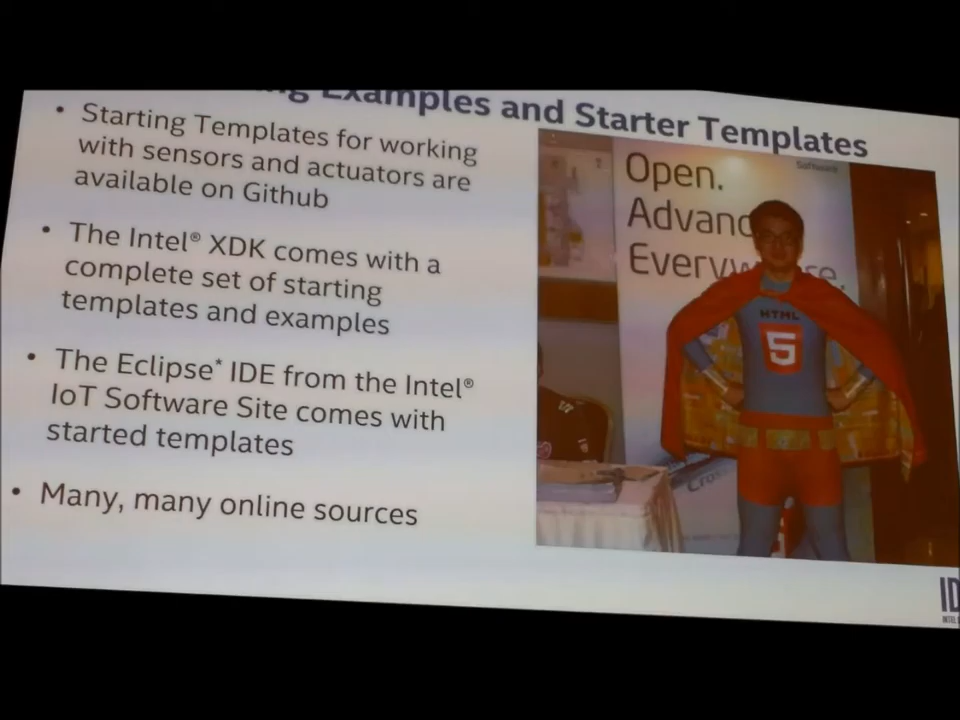 Examples and Starter Templates
• Starting Templates for working
with sensors and actuators are
available on Github
• The Intel® XDK comes with a
complete set of starting
templates and examples
• The Eclipse* IDE from the Intel®
IoT Software Site comes with
started templates
• Many, many online sources
Software
Open.
HTML
5